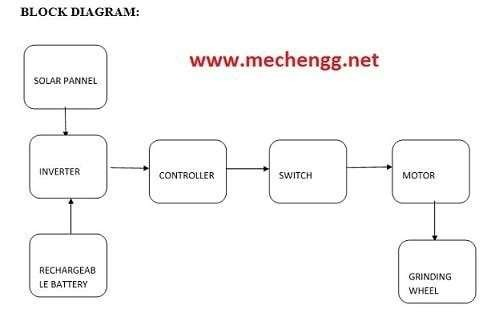 BLOCK DIAGRAM:
www.mechengg.net
SOLAR PANNEL
INVERTER
CONTROLLER
SWITCH
MOTOR
RECHARGEAB
LE BATTERY
GRINDING
WHEEL